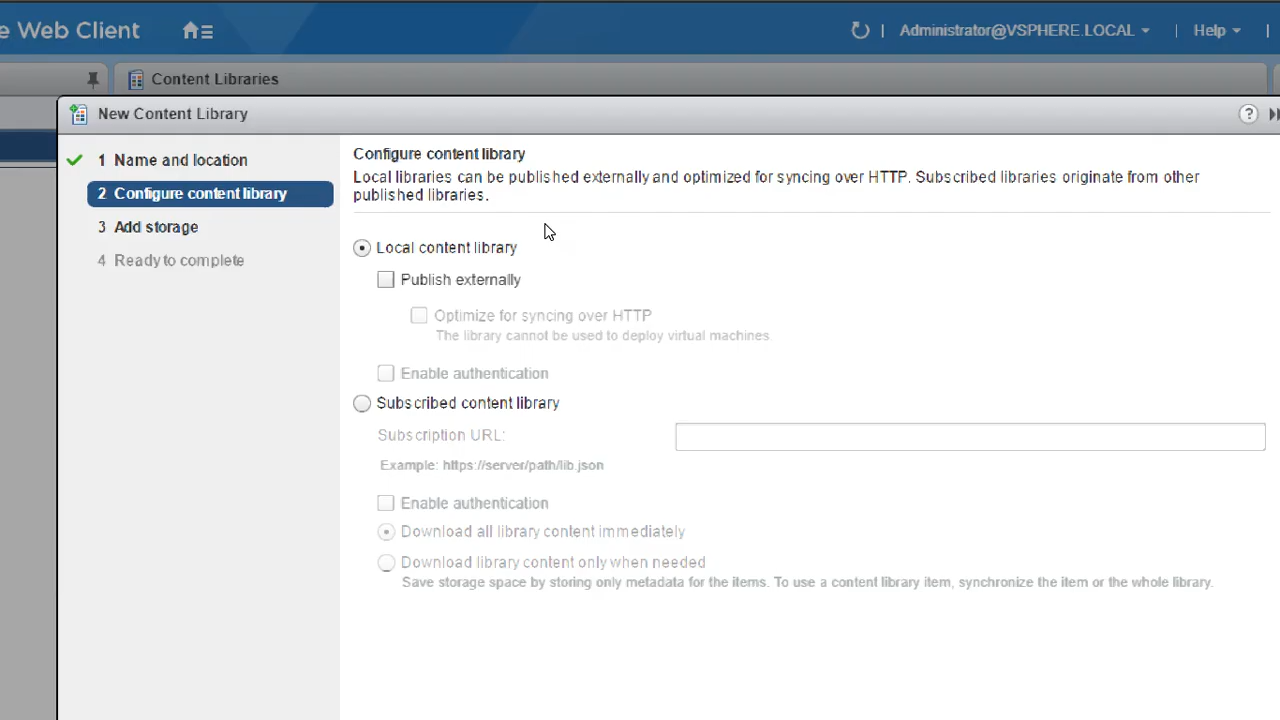 e Web Client
Administrator@VSPHERE.LOCAL
Help
Content Libraries
New Content Library
?
1 Name and location
2 Configure content library
3 Add storage
4 Ready to complete
Configure content library
Local libraries can be published externally and optimized for syncing over HTTP. Subscribed libraries originate from other
published libraries.
Local content library
Publish externally
Optimize for syncing over HTTP
The library cannot be used to deploy virtual machines
Enable authentication
Subscribed content library
Subscription URL:
Example: https://server/path/lib.json
Enable authentication
Download all library content immediately
Download library content only when needed
Save storage space by storing only metadata for the items. To use a content library item, synchronize the item or the whole library.